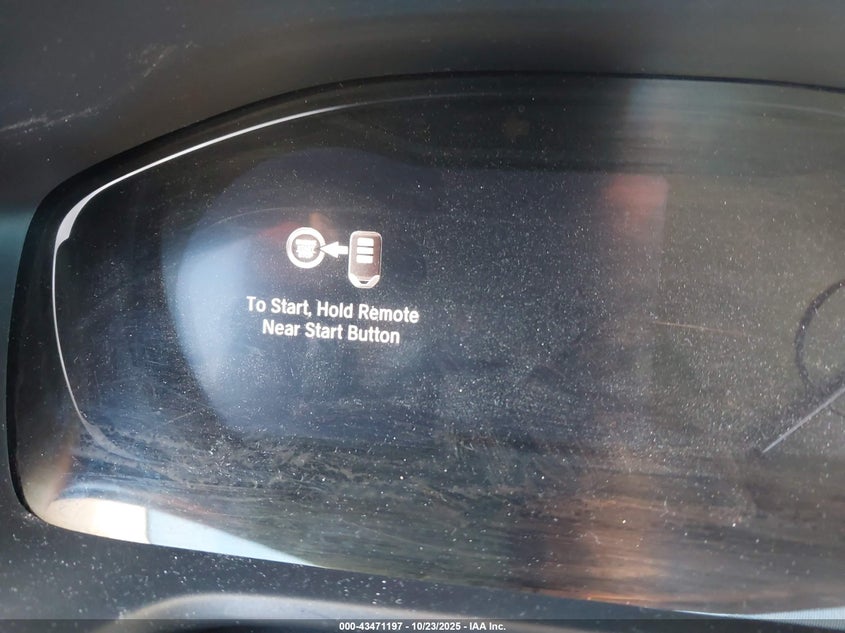 To Start, Hold Remote
Near Start Button
000-43471197 - 10/23/2025 - IAA Inc.